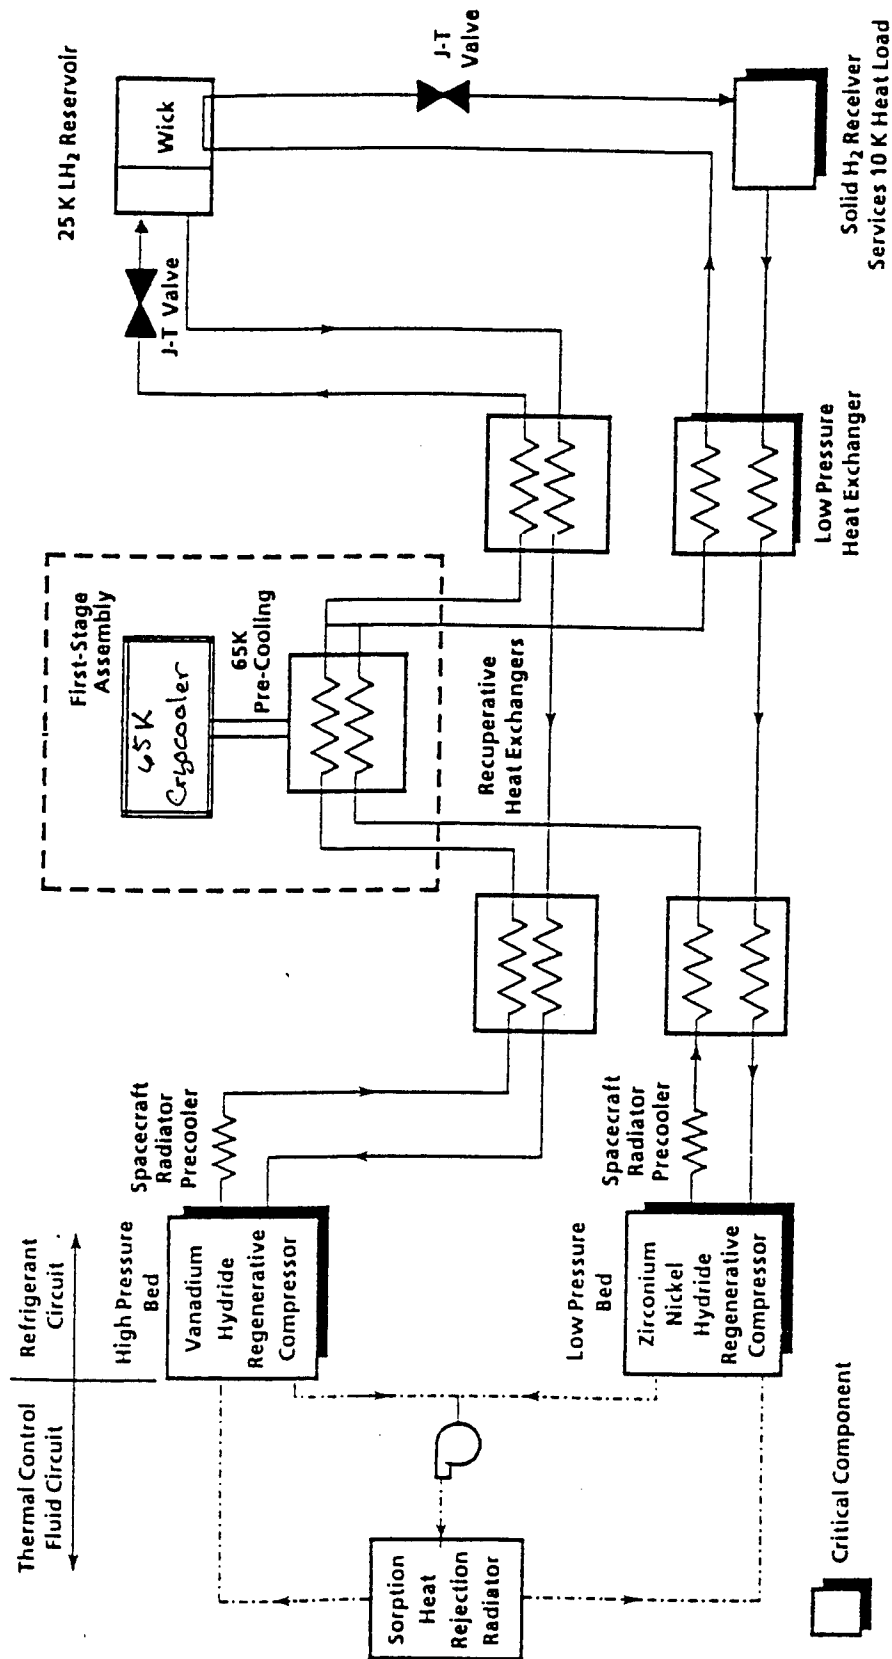 Thermal Control
Fluid Circuit
Refrigerant
Circuit
High Pressure
Bed
Vanadium
Hydride
Regenerative
Compressor
Spacecraft
Radiator
Precooler
First-Stage
Assembly
65K
Cryocooler
65K
Pre-Cooling
25 K LH₂ Reservoir
Wick
J-T Valve
J-T
Valve
Sorption
Heat
Rejection
Radiator
Recuperative
Heat Exchangers
Low Pressure
Bed
Zirconium
Nickel
Hydride
Regenerative
Compressor
Spacecraft
Radiator
Precooler
Low Pressure
Heat Exchanger
Solid H₂ Receiver
Services 10 K Heat Load
Critical Component